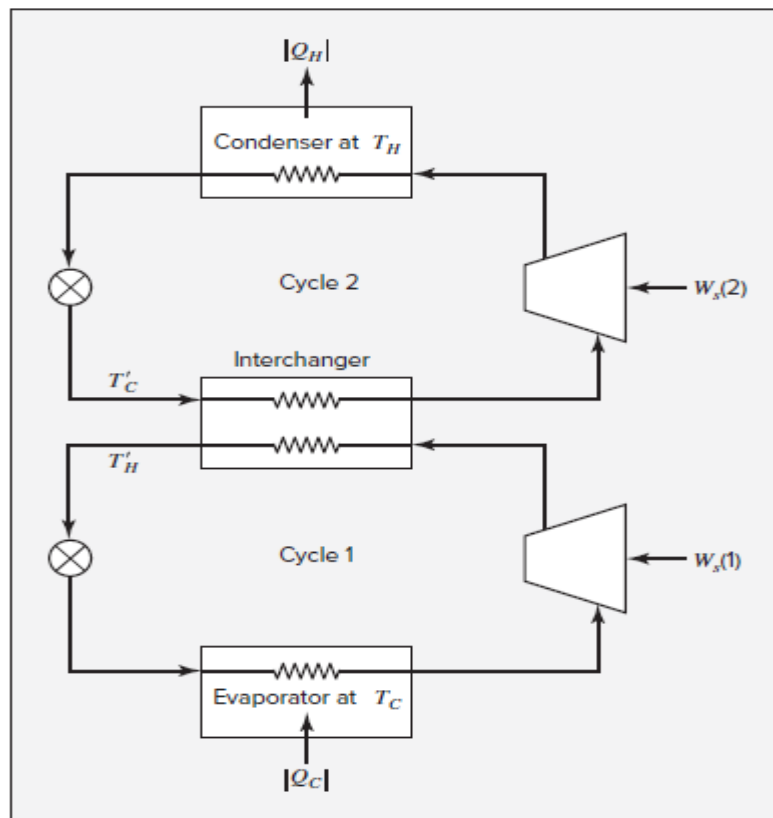 |Q_H|
Condenser at T_H
Cycle 2
W_s(2)
Interchanger
T'_C
T'_H
Cycle 1
W_s(1)
Evaporator at T_C
|Q_C|